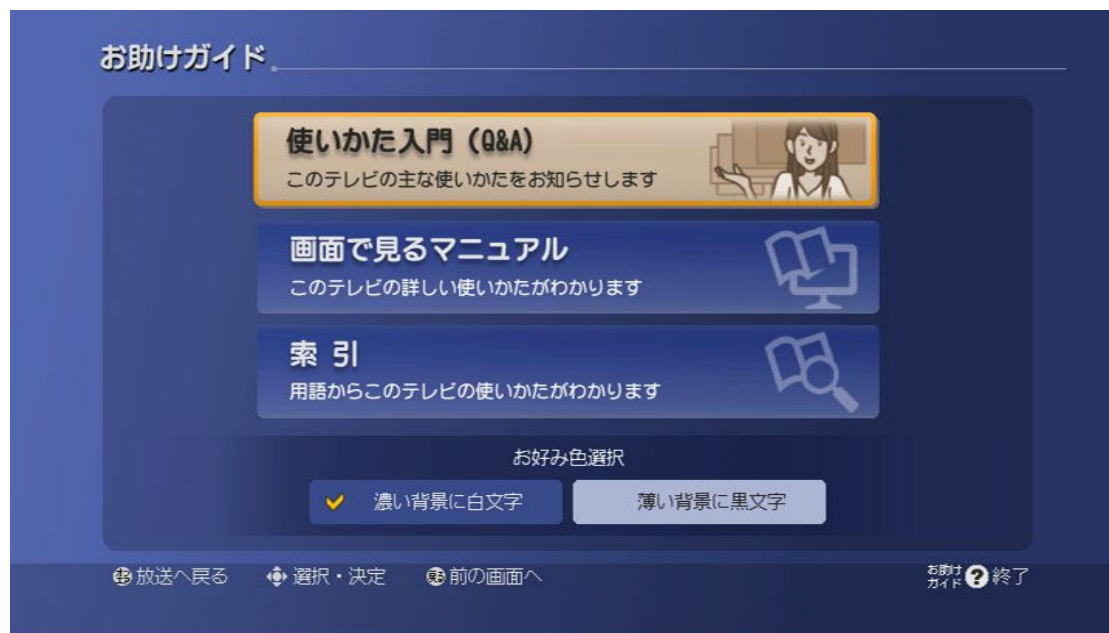 お助けガイド
使いかた入門（Q&A）
このテレビの主な使いかたをお知らせします
画面で見るマニュアル
このテレビの詳しい使いかたがわかります
索 引
用語からこのテレビの使いかたがわかります
お好み色選択
濃い背景に白文字
薄い背景に黒文字
放送へ戻る 選択・決定 前の画面へ お助けガイド ? 終了